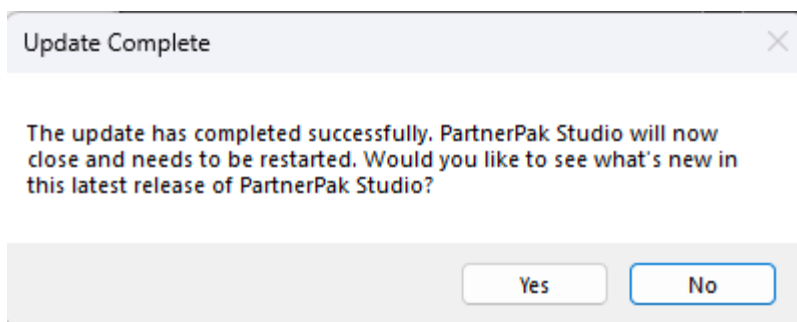 Update Complete
The update has completed successfully. PartnerPak Studio will now
close and needs to be restarted. Would you like to see what's new in
this latest release of PartnerPak Studio?
Yes
No